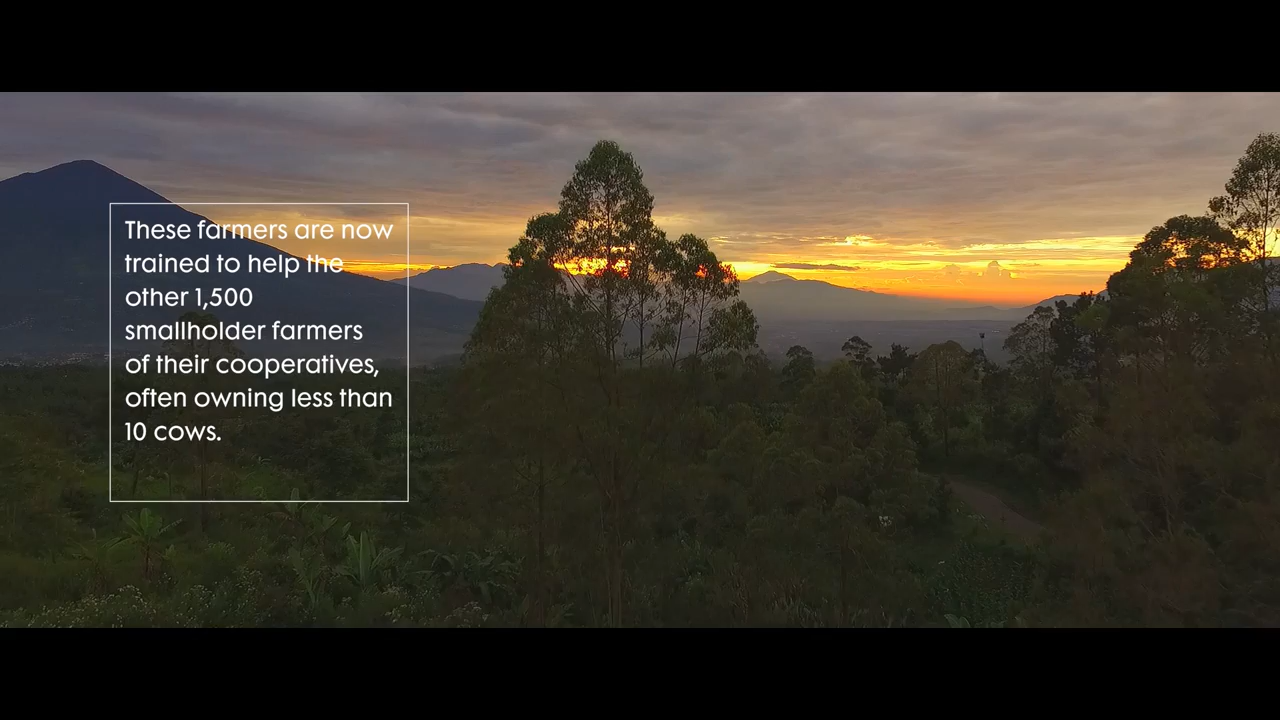 These farmers are now
trained to help the
other 1,500
smallholder farmers
of their cooperatives,
often owning less than
10 cows.